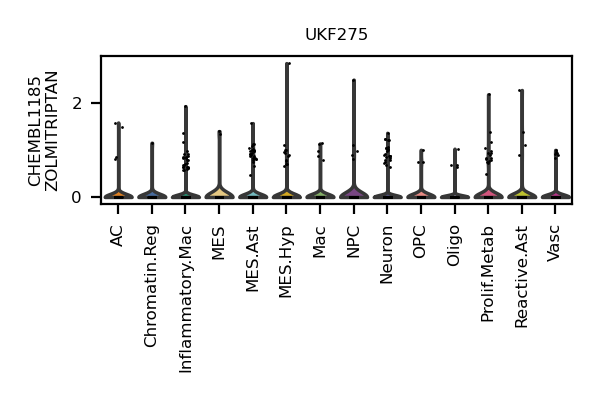 UKF275
CHEMBL1185
ZOLMITRIPTAN
2
0
AC
Chromatin.Reg
Inflammatory.Mac
MES
MES.Ast
MES.Hyp
Mac
NPC
Neuron
OPC
Oligo
Prolif.Metab
Reactive.Ast
Vasc